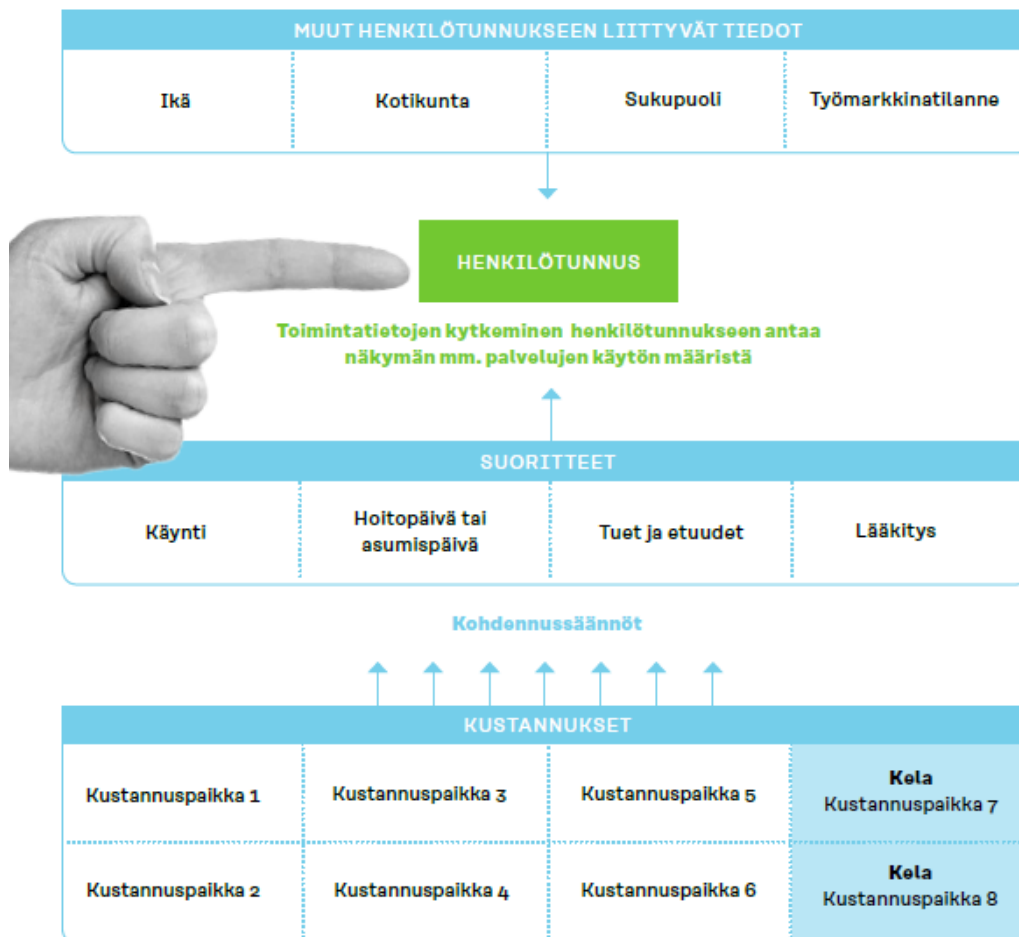 MUUT HENKILÖTUNNUKSEEN LIITTYVÄT TIEDOT
Ikä
Kotikunta
Sukupuoli
Työmarkkinatilanne
HENKILÖTUNNUS
Toimintatietojen kytkeminen henkilötunnukseen antaa
näkymän mm. palvelujen käytön määristä
SUORITTEET
Käynti
Hoitopäivä tai
asumispäivä
Tuet ja etuudet
Lääkitys
Kohdennussäännöt
KUSTANNUKSET
Kustannuspaikka 1
Kustannuspaikka 3
Kustannuspaikka 5
Kela
Kustannuspaikka 7
Kustannuspaikka 2
Kustannuspaikka 4
Kustannuspaikka 6
Kela
Kustannuspaikka 8